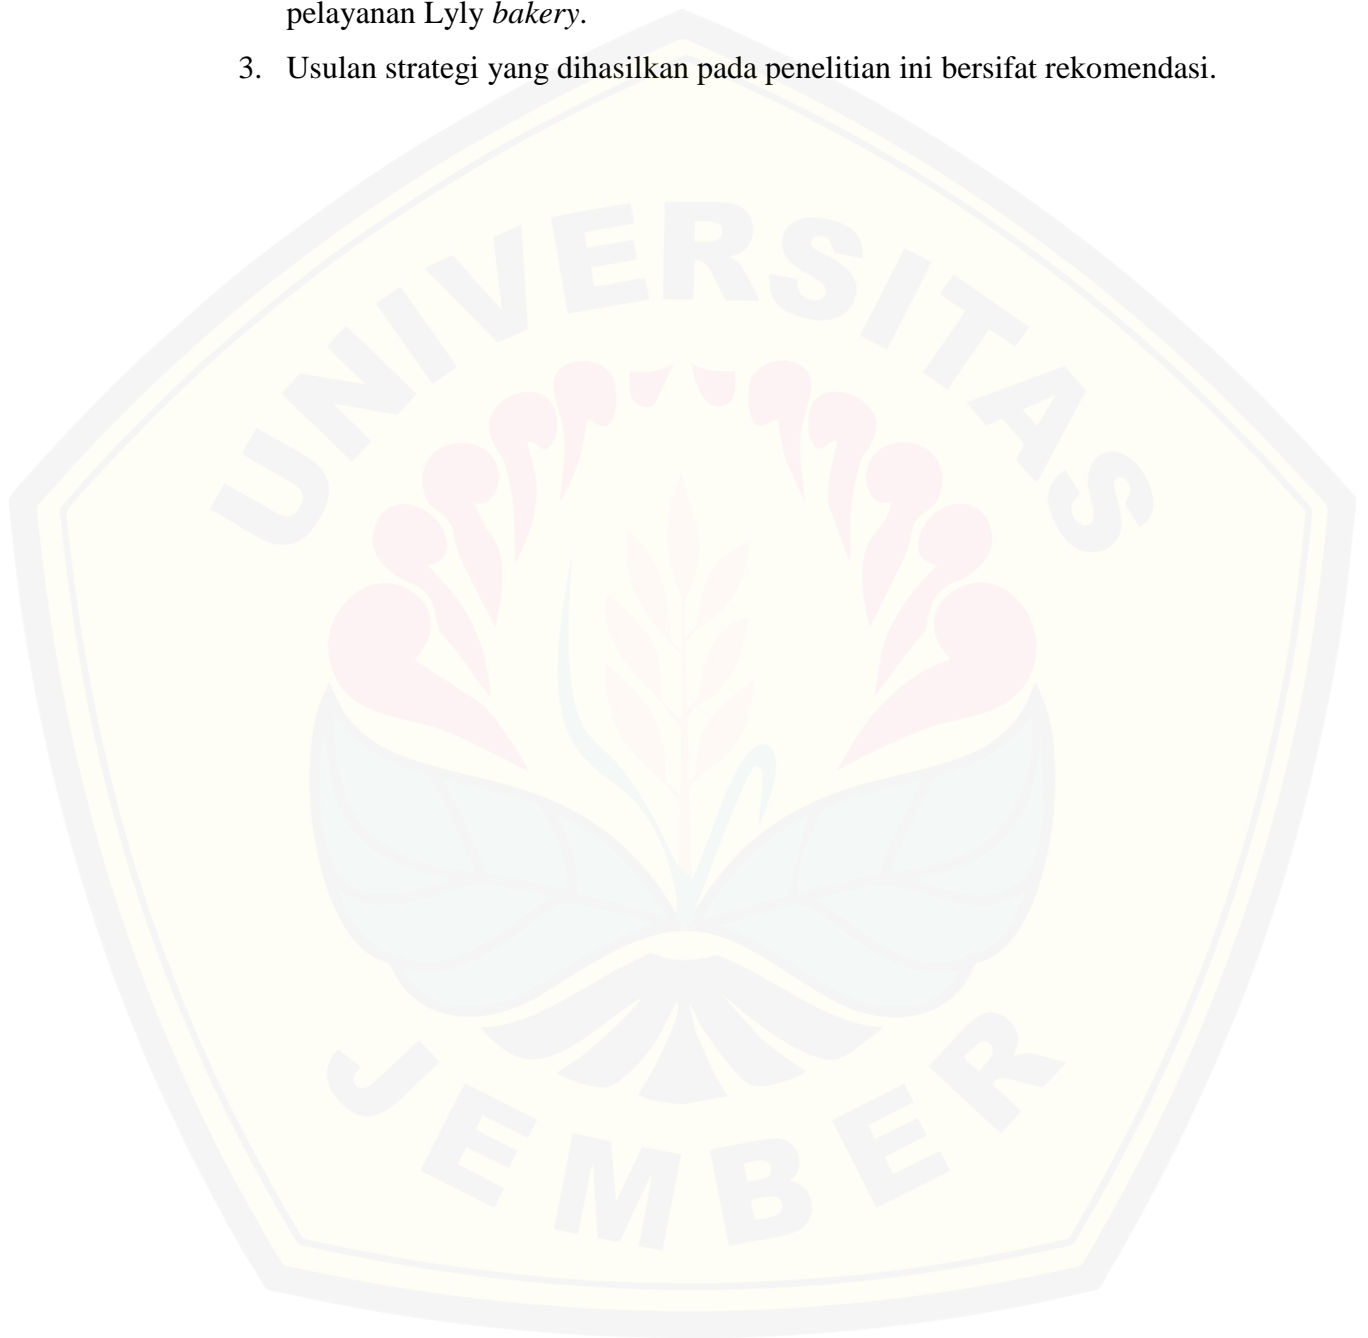 pelayanan Lyly bakery.
3. Usulan strategi yang dihasilkan pada penelitian ini bersifat rekomendasi.
UNIVERSITAS
JEMBER